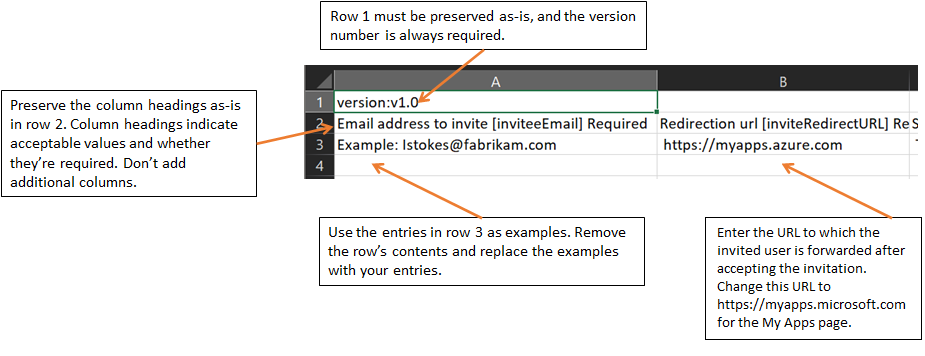 Row 1 must be preserved as-is, and the version
number is always required.
Preserve the column headings as-is
in row 2. Column headings indicate
acceptable values and whether
they're required. Don't add
additional columns.
A B
1 version:v1.0
2 Email address to invite [inviteeEmail] Required Redirection url [inviteRedirectURL] Re S
3 Example: lstokes@fabrikam.com https://myapps.azure.com
4
Use the entries in row 3 as examples. Remove
the row's contents and replace the examples
with your entries.
Enter the URL to which the
invited user is forwarded after
accepting the invitation.
Change this URL to
https://myapps.microsoft.com
for the My Apps page.